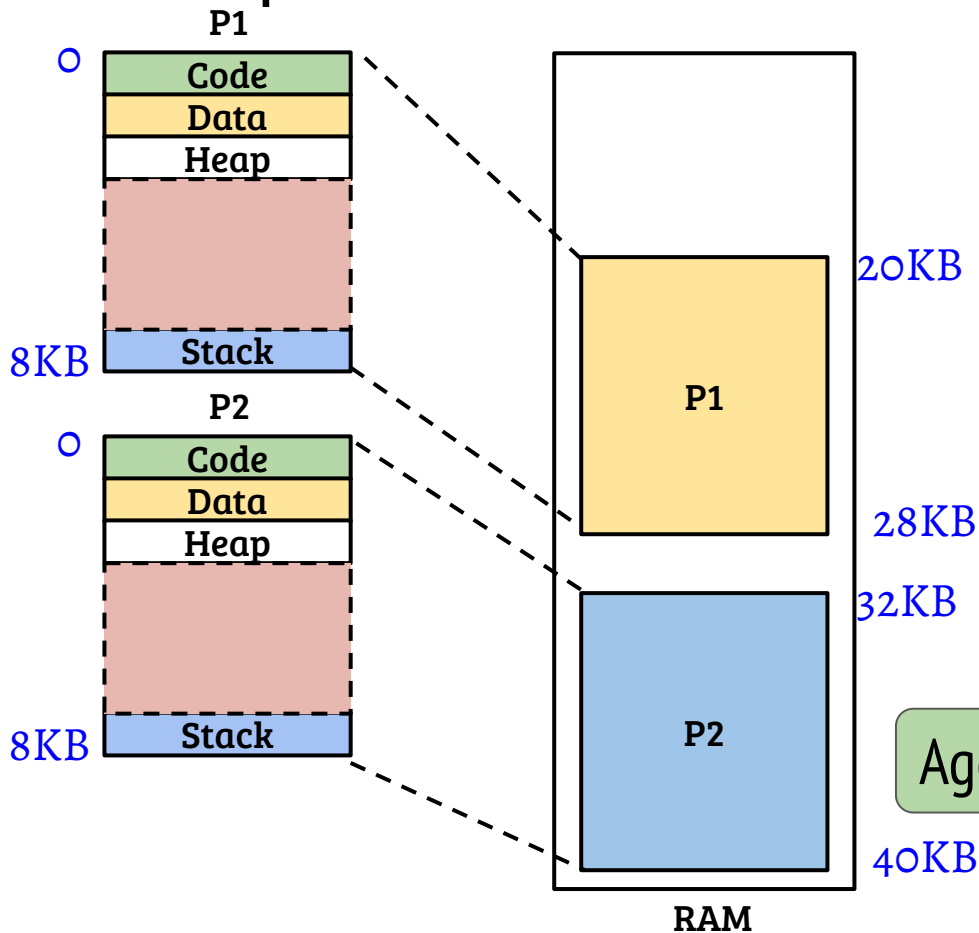 P1
0
Code
Data
Heap
8KB
Stack
P2
0
Code
Data
Heap
8KB
Stack
20KB
P1
28KB
32KB
P2
40KB
RAM